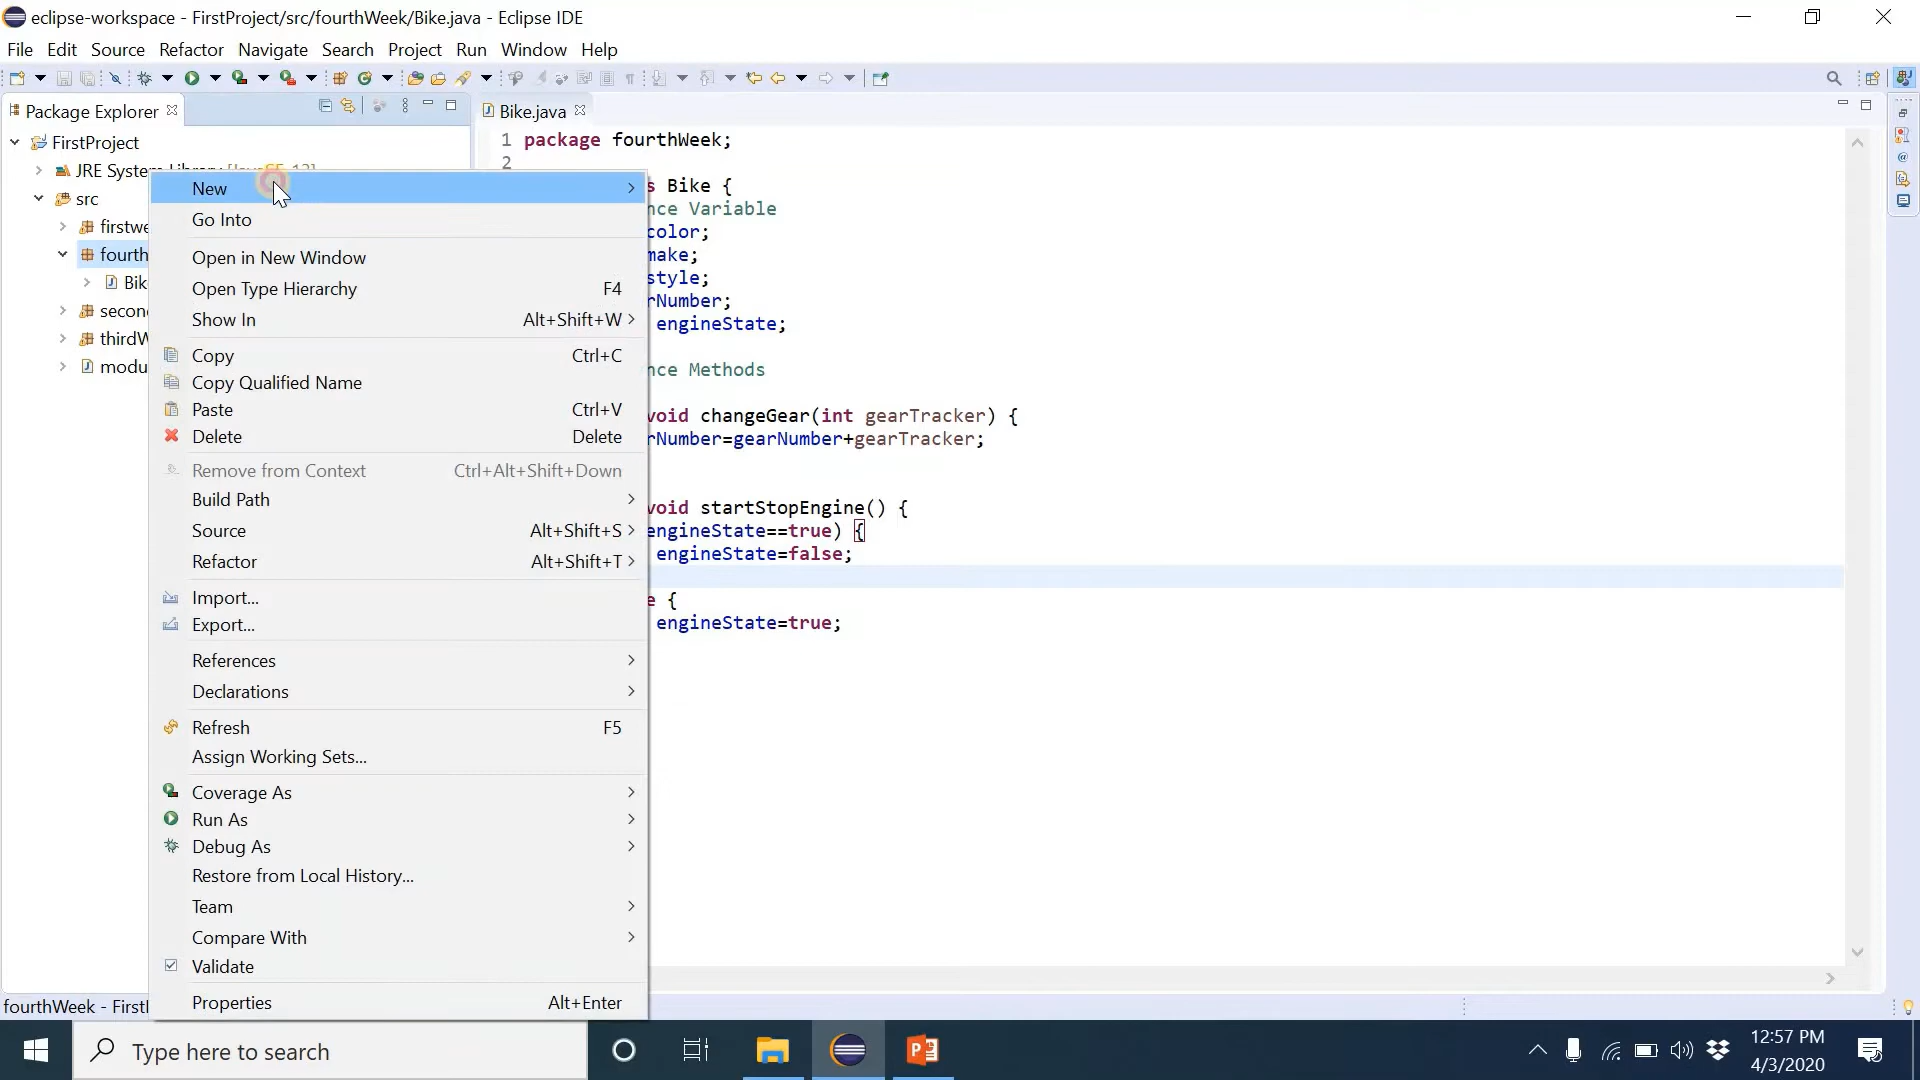 eclipse-workspace - FirstProject/src/fourthWeek/Bike.java - Eclipse IDE
File Edit Source Refactor Navigate Search Project Run Window Help
Package Explorer
FirstProject
JRE System Library
src
firstwe
fourth
Bik
secon
thirdW
modu
New
Go Into
Open in New Window
Open Type Hierarchy F4
Show In Alt+Shift+W
Copy Ctrl+C
Copy Qualified Name
Paste Ctrl+V
Delete Delete
Remove from Context Ctrl+Alt+Shift+Down
Build Path
Source Alt+Shift+S
Refactor Alt+Shift+T
Import...
Export...
References
Declarations
Refresh F5
Assign Working Sets...
Coverage As
Run As
Debug As
Restore from Local History...
Team
Compare With
Validate
Properties Alt+Enter
Bike.java
1 package fourthWeek;
2
s Bike {
nce Variable
color;
make;
style;
rNumber;
engineState;
nce Methods
void changeGear(int gearTracker) {
rNumber=gearNumber+gearTracker;
void startStopEngine() {
engineState==true) {
engineState=false;
e {
engineState=true;
fourthWeek - First
Type here to search
12:57 PM
4/3/2020